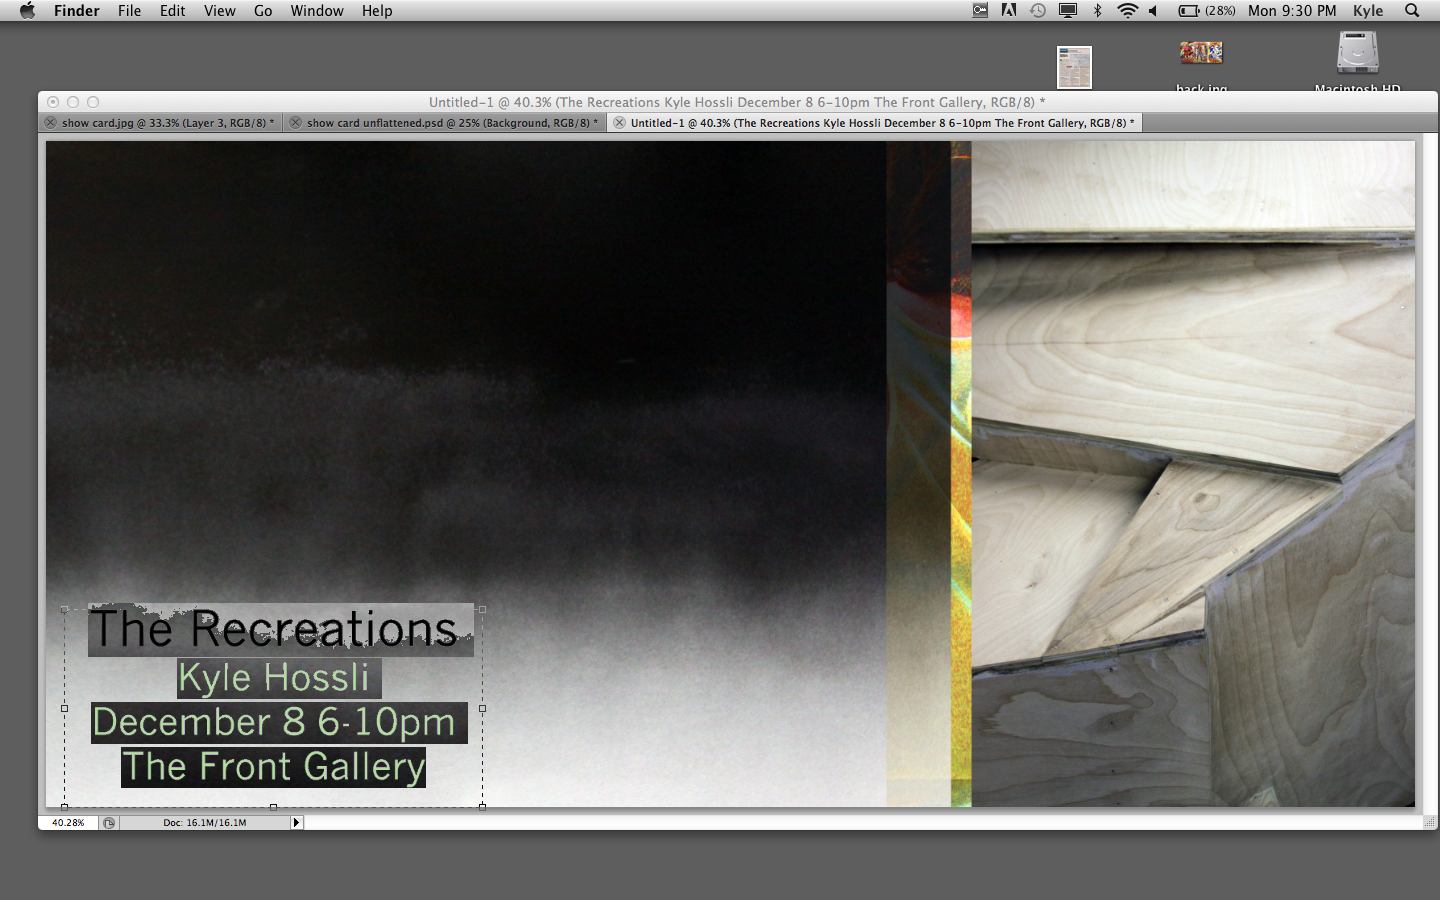 Finder File Edit View Go Window Help (28%) Mon 9:30 PM Kyle
back.jpg Macintosh HD
Untitled-1 @ 40.3% (The Recreations Kyle Hossli December 8 6-10pm The Front Gallery, RGB/8) *
show card.jpg @ 33.3% (Layer 3, RGB/8) * show card unflattened.psd @ 25% (Background, RGB/8) * Untitled-1 @ 40.3% (The Recreations Kyle Hossli December 8 6-10pm The Front Gallery, RGB/8) *
The Recreations
Kyle Hossli
December 8 6-10pm
The Front Gallery
40.28% Doc: 16.1M/16.1M